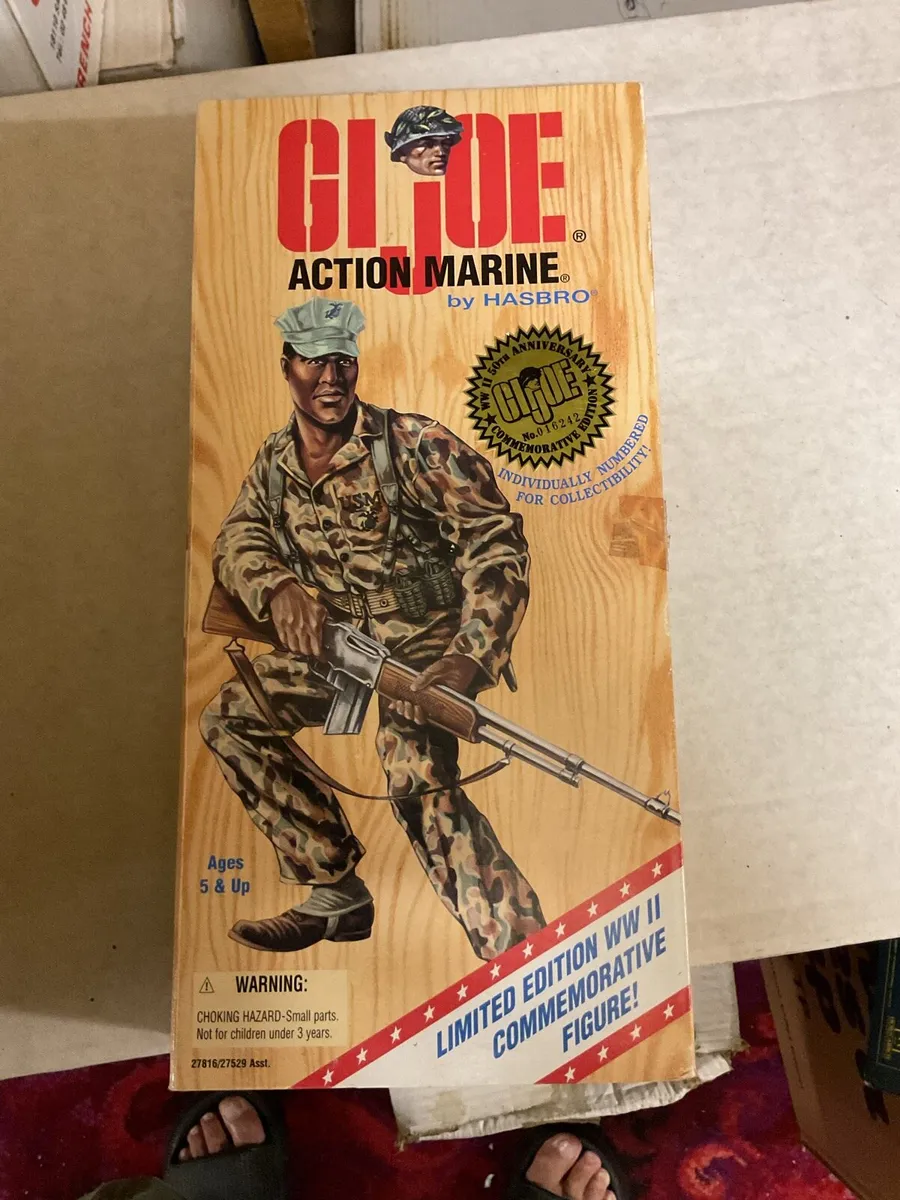 GI JOE®
ACTION MARINE®
by HASBRO®
WW II 50TH ANNIVERSARY
GI JOE
No. 016242
COMMEMORATIVE EDITION
INDIVIDUALLY NUMBERED
FOR COLLECTIBILITY!
USMC
Ages
5 & Up
LIMITED EDITION WW II
COMMEMORATIVE
FIGURE!
WARNING:
CHOKING HAZARD-Small parts.
Not for children under 3 years.
27816/27529 Asst.